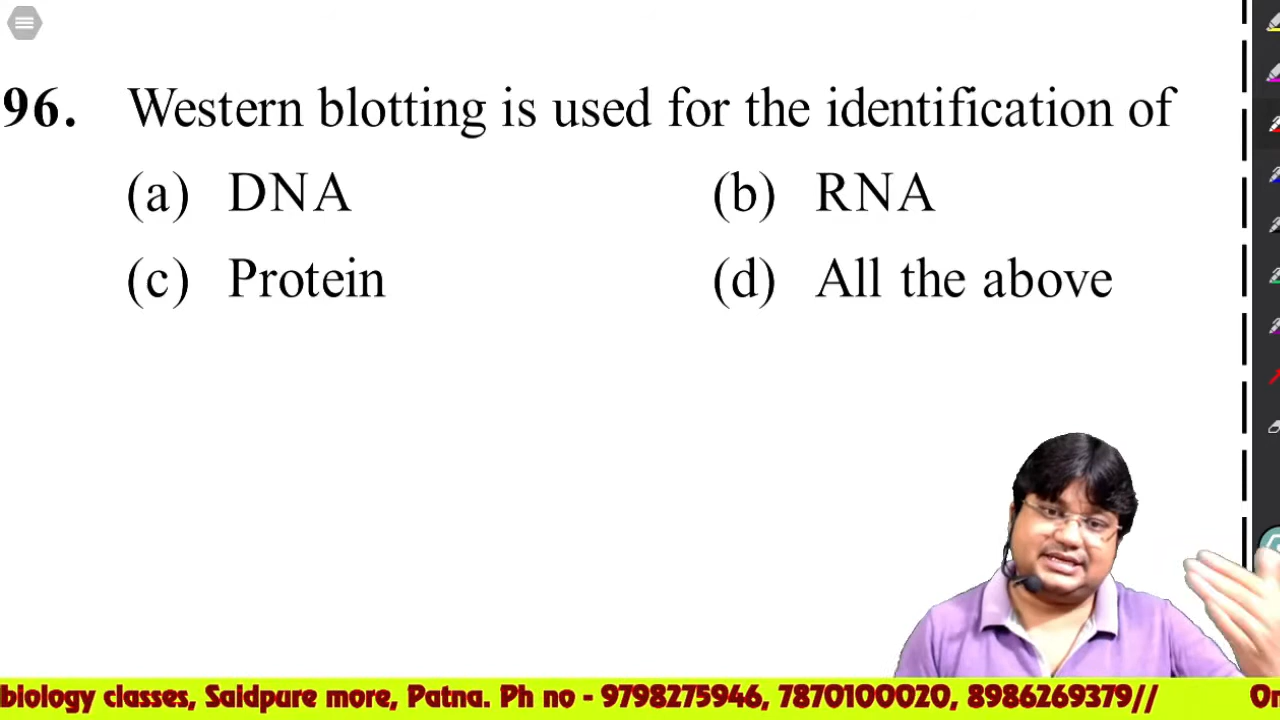 96. Western blotting is used for the identification of
(a) DNA (b) RNA
(c) Protein (d) All the above
biology classes, Saidpure more, Patna. Ph no - 9798275946, 7870100020, 8986269379// On